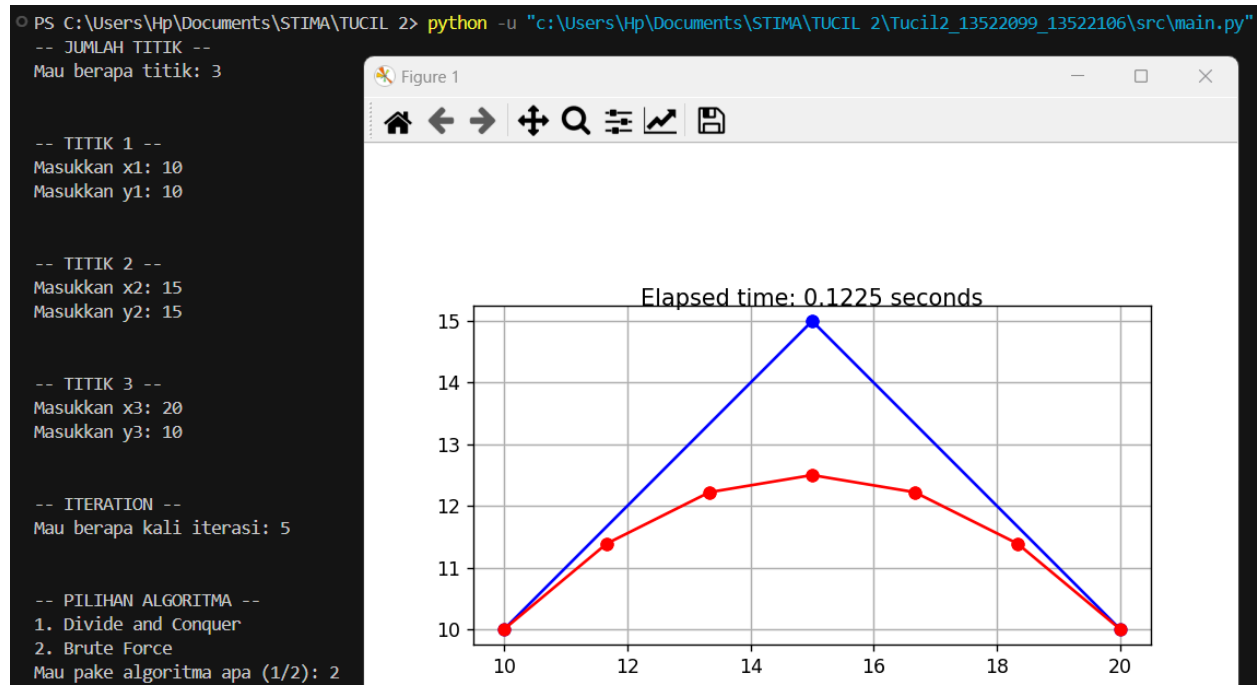 PS C:\Users\Hp\Documents\STIMA\TUCIL 2> python -u "c:\Users\Hp\Documents\STIMA\TUCIL 2\Tucil2_13522099_13522106\src\main.py"
-- JUMLAH TITIK --
Mau berapa titik: 3
-- TITIK 1 --
Masukkan x1: 10
Masukkan y1: 10
-- TITIK 2 --
Masukkan x2: 15
Masukkan y2: 15
-- TITIK 3 --
Masukkan x3: 20
Masukkan y3: 10
-- ITERATION --
Mau berapa kali iterasi: 5
-- PILIHAN ALGORITMA --
1. Divide and Conquer
2. Brute Force
Mau pake algoritma apa (1/2): 2
Figure 1
Elapsed time: 0.1225 seconds
15
14
13
12
11
10
10 12 14 16 18 20